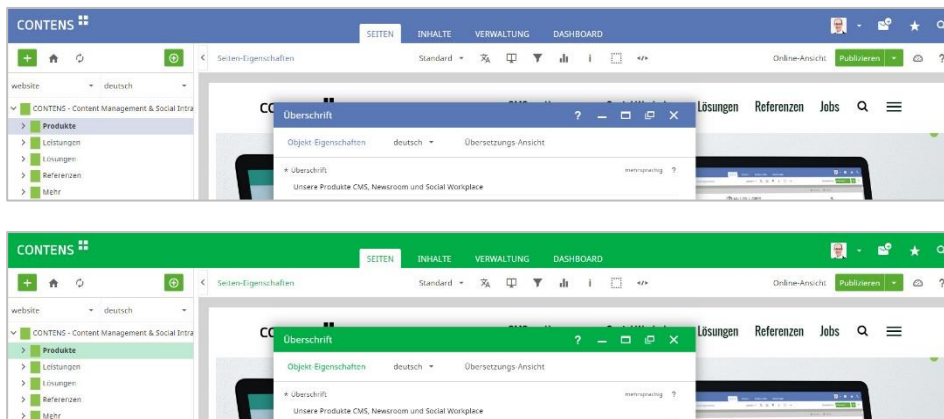 CONTENS
SEITEN INHALTE VERWALTUNG DASHBOARD
Seiten-Eigenschaften Standard Online-Ansicht Publizieren ?
website deutsch
CONTENS - Content Management & Social Intra
Produkte
Leistungen
Lösungen
Referenzen
Mehr
Lösungen Referenzen Jobs
Überschrift ?
Objekt-Eigenschaften deutsch Übersetzungs-Ansicht
* Überschrift mehrsprachig ?
Unsere Produkte CMS, Newsroom und Social Workplace
CONTENS
SEITEN INHALTE VERWALTUNG DASHBOARD
Seiten-Eigenschaften Standard Online-Ansicht Publizieren ?
website deutsch
CONTENS - Content Management & Social Intra
Produkte
Leistungen
Lösungen
Referenzen
Mehr
Lösungen Referenzen Jobs
Überschrift ?
Objekt-Eigenschaften deutsch Übersetzungs-Ansicht
* Überschrift mehrsprachig ?
Unsere Produkte CMS, Newsroom und Social Workplace